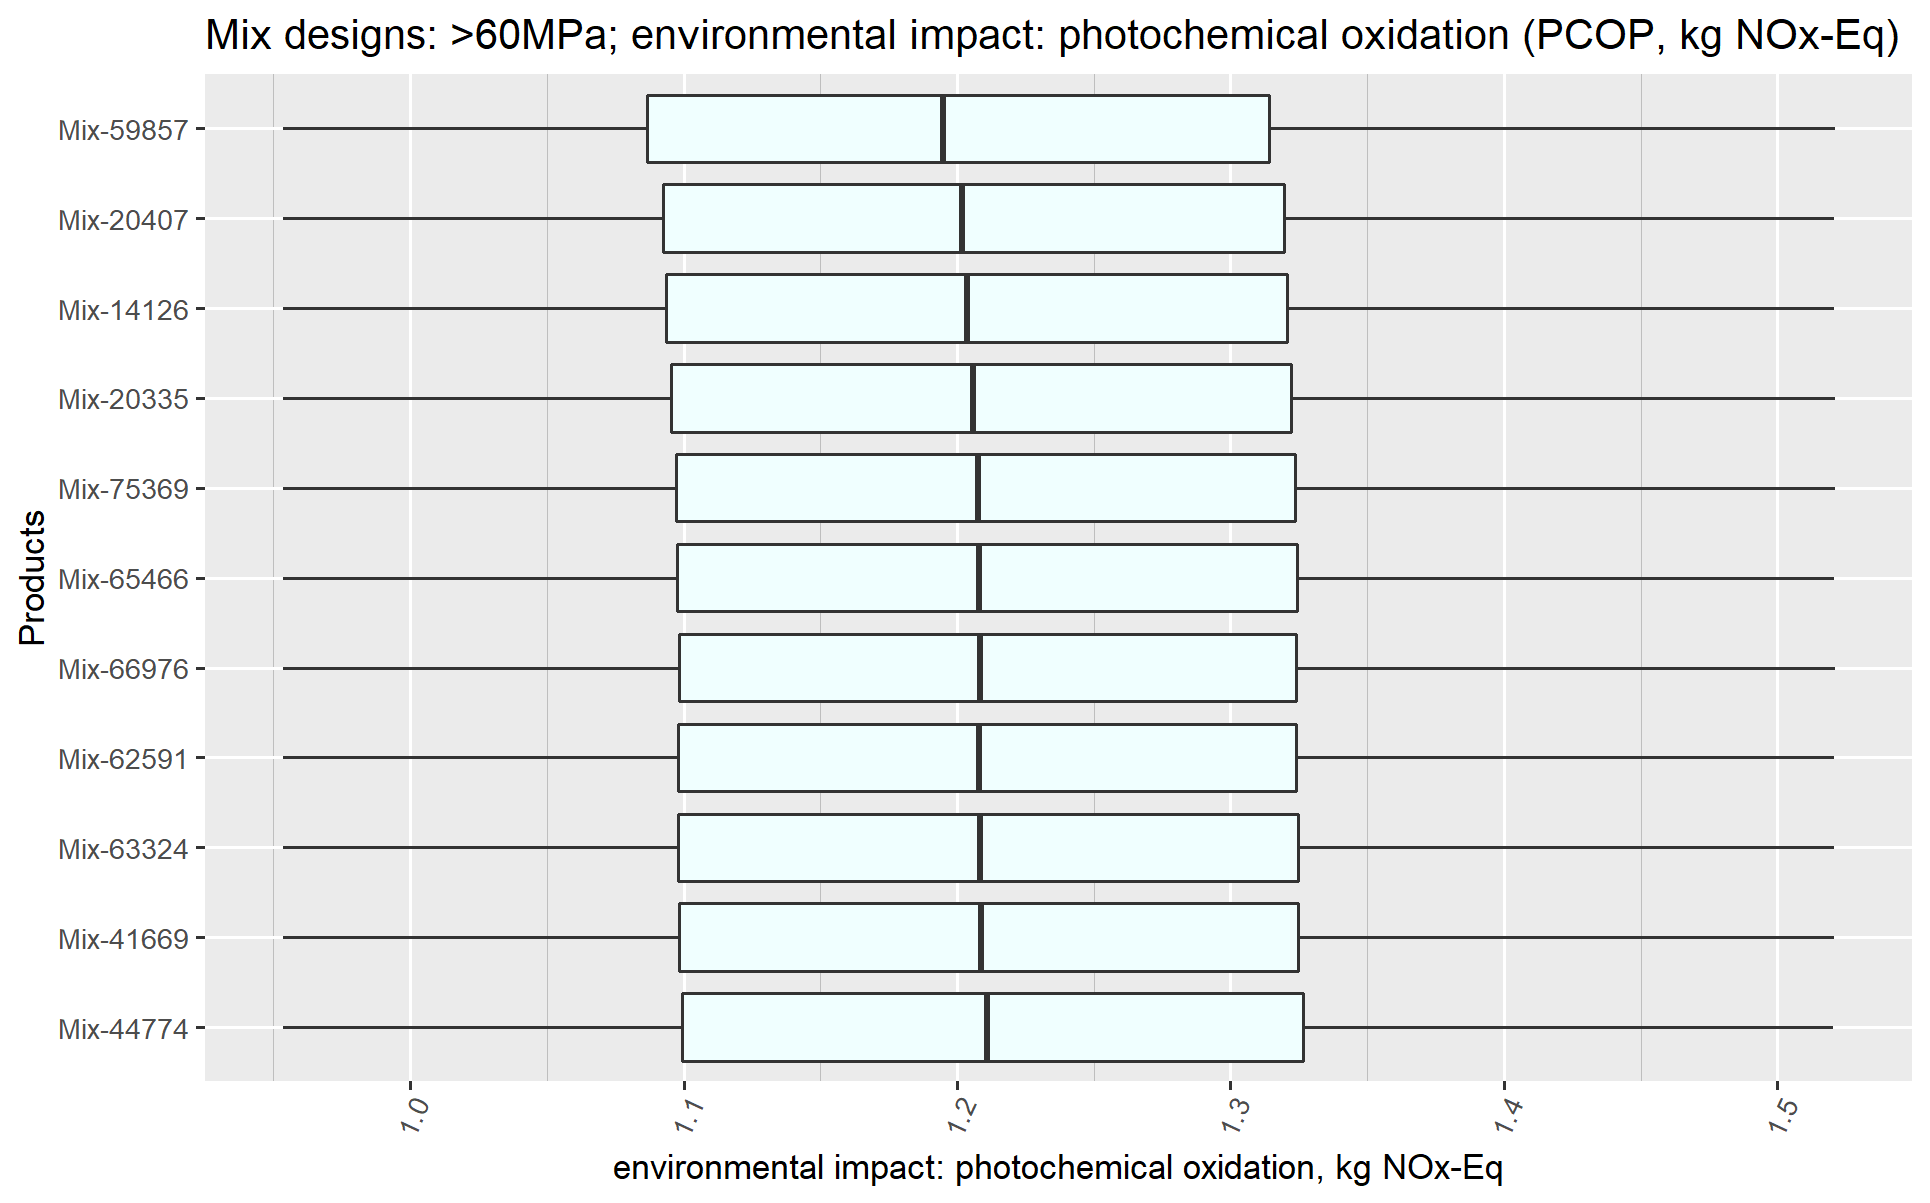 Mix designs: >60MPa; environmental impact: photochemical oxidation (PCOP, kg NOx-Eq)
Products
Mix-59857
Mix-20407
Mix-14126
Mix-20335
Mix-75369
Mix-65466
Mix-66976
Mix-62591
Mix-63324
Mix-41669
Mix-44774
1.0
1.1
1.2
1.3
1.4
1.5
environmental impact: photochemical oxidation, kg NOx-Eq